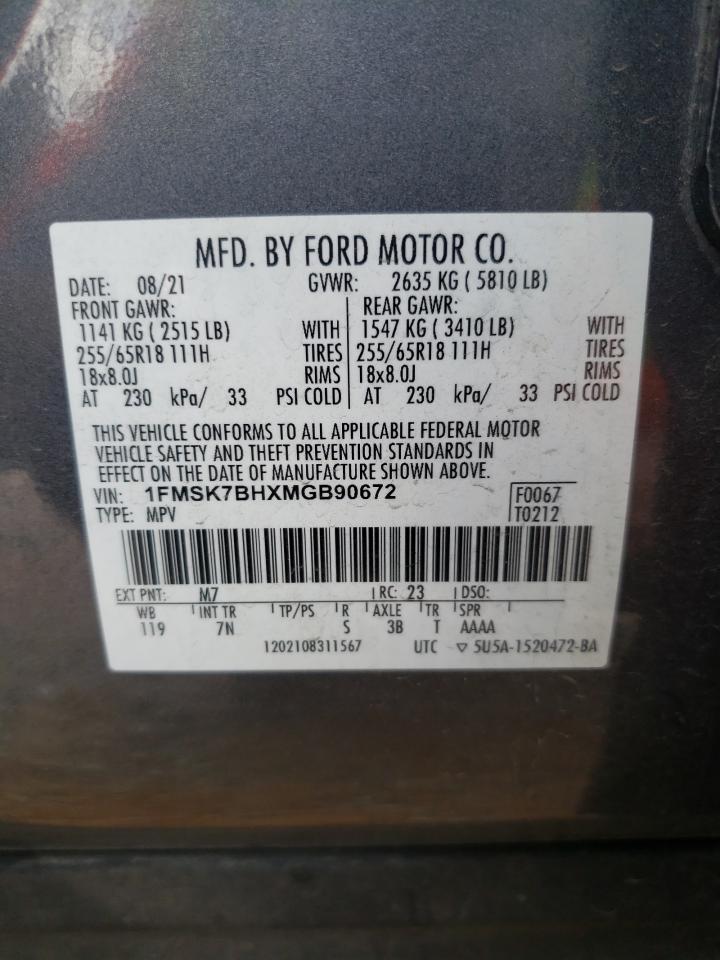 MFD. BY FORD MOTOR CO.
DATE: 08/21 GVWR: 2635 KG ( 5810 LB)
FRONT GAWR: REAR GAWR:
1141 KG ( 2515 LB) WITH 1547 KG ( 3410 LB) WITH
255/65R18 111H TIRES 255/65R18 111H TIRES
18x8.0J RIMS 18x8.0J RIMS
AT 230 kPa/ 33 PSI COLD AT 230 kPa/ 33 PSI COLD
THIS VEHICLE CONFORMS TO ALL APPLICABLE FEDERAL MOTOR
VEHICLE SAFETY AND THEFT PREVENTION STANDARDS IN
EFFECT ON THE DATE OF MANUFACTURE SHOWN ABOVE.
VIN: 1FMSK7BHXMGB90672 F0067
TYPE: MPV T0212
EXT PNT: M7 RC: 23 DSO:
WB INT TR TP/PS R AXLE TR SPR
119 7N S 3B T AAAA
1202108311567 UTC ▽ 5U5A-1520472-BA